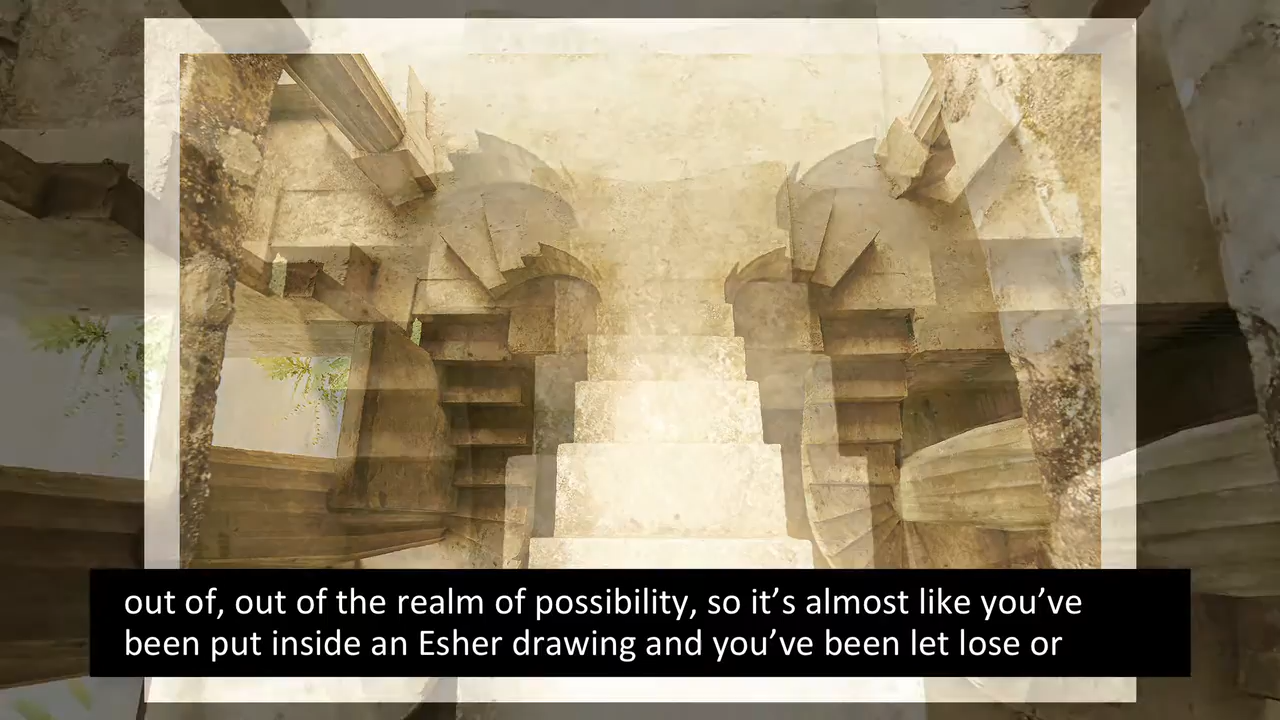 out of, out of the realm of possibility, so it’s almost like you’ve
been put inside an Esher drawing and you’ve been let lose or